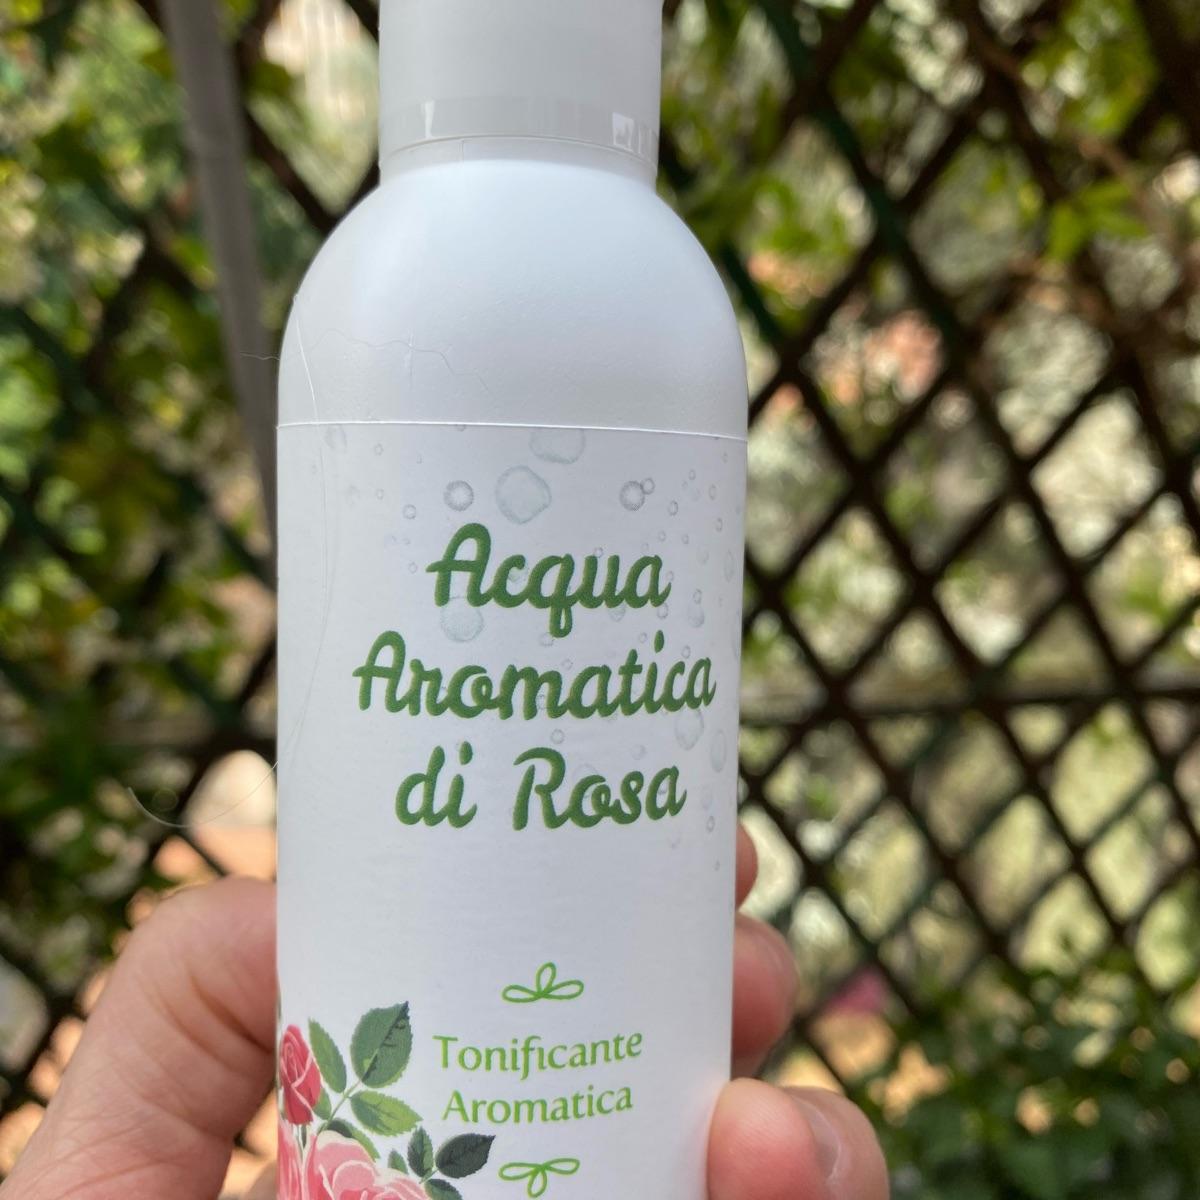 Acqua
Aromatica
di Rosa
Tonificante
Aromatica